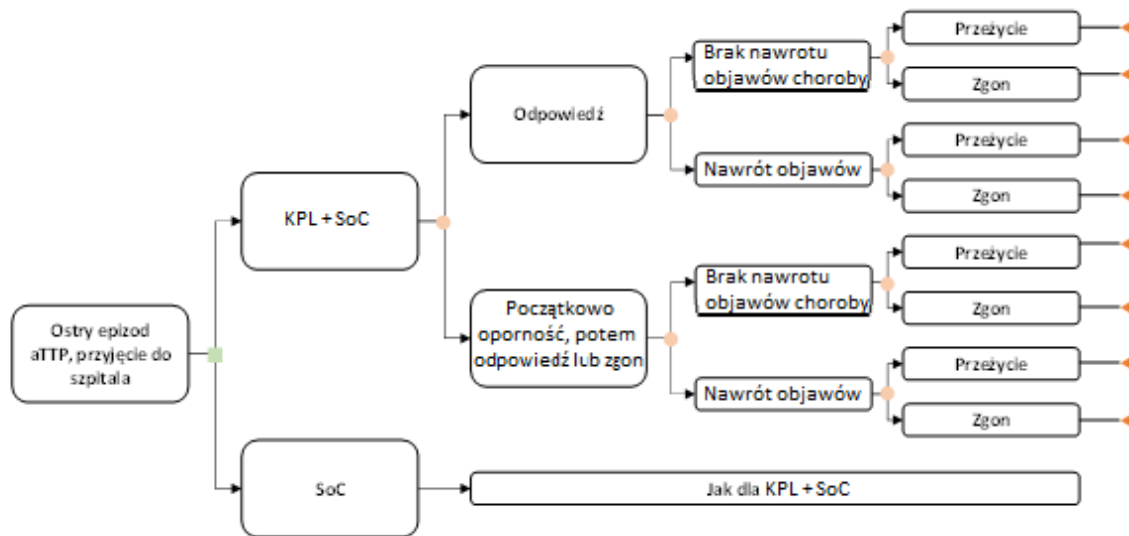 Przeżycie
Brak nawrotu
objawów choroby
Zgon
Odpowiedź
Przeżycie
Nawrót objawów
Zgon
KPL + SoC
Przeżycie
Brak nawrotu
objawów choroby
Zgon
Początkowo
oporność, potem
odpowiedź lub zgon
Ostry epizod
aTTP, przyjęcie do
szpitala
Przeżycie
Nawrót objawów
Zgon
SoC
Jak dla KPL + SoC